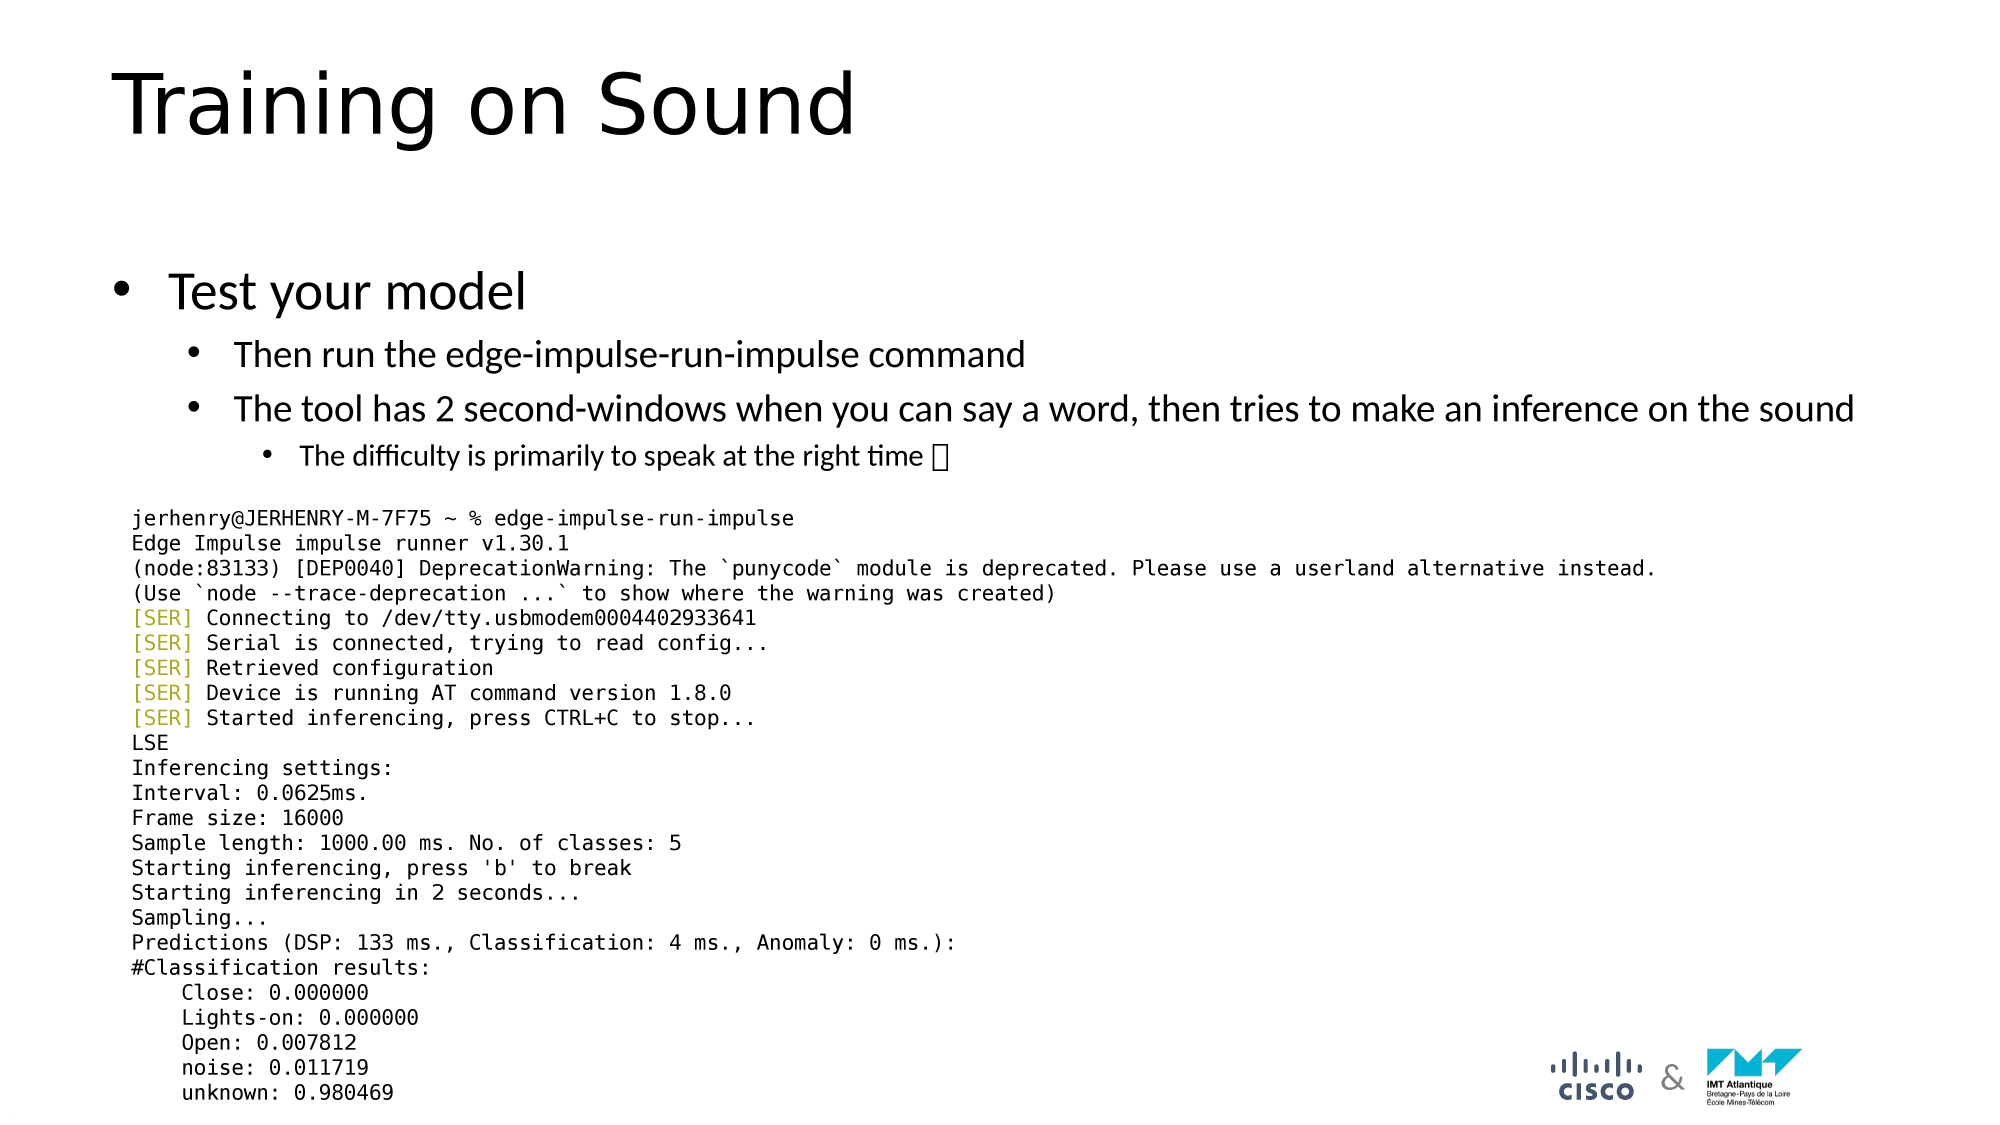 Training on Sound
• Test your model
• Then run the edge-impulse-run-impulse command
• The tool has 2 second-windows when you can say a word, then tries to make an inference on the sound
• The difficulty is primarily to speak at the right time
jerhenry@JERHENRY-M-7F75 ~ % edge-impulse-run-impulse
Edge Impulse impulse runner v1.30.1
(node:83133) [DEP0040] DeprecationWarning: The `punycode` module is deprecated. Please use a userland alternative instead.
(Use `node --trace-deprecation ...` to show where the warning was created)
[SER] Connecting to /dev/tty.usbmodem0004402933641
[SER] Serial is connected, trying to read config...
[SER] Retrieved configuration
[SER] Device is running AT command version 1.8.0
[SER] Started inferencing, press CTRL+C to stop...
LSE
Inferencing settings:
Interval: 0.0625ms.
Frame size: 16000
Sample length: 1000.00 ms. No. of classes: 5
Starting inferencing, press 'b' to break
Starting inferencing in 2 seconds...
Sampling...
Predictions (DSP: 133 ms., Classification: 4 ms., Anomaly: 0 ms.):
#Classification results:
    Close: 0.000000
    Lights-on: 0.000000
    Open: 0.007812
    noise: 0.011719
    unknown: 0.980469
CISCO & IMT Atlantique
Bretagne-Pays de la Loire
École Mines-Télécom